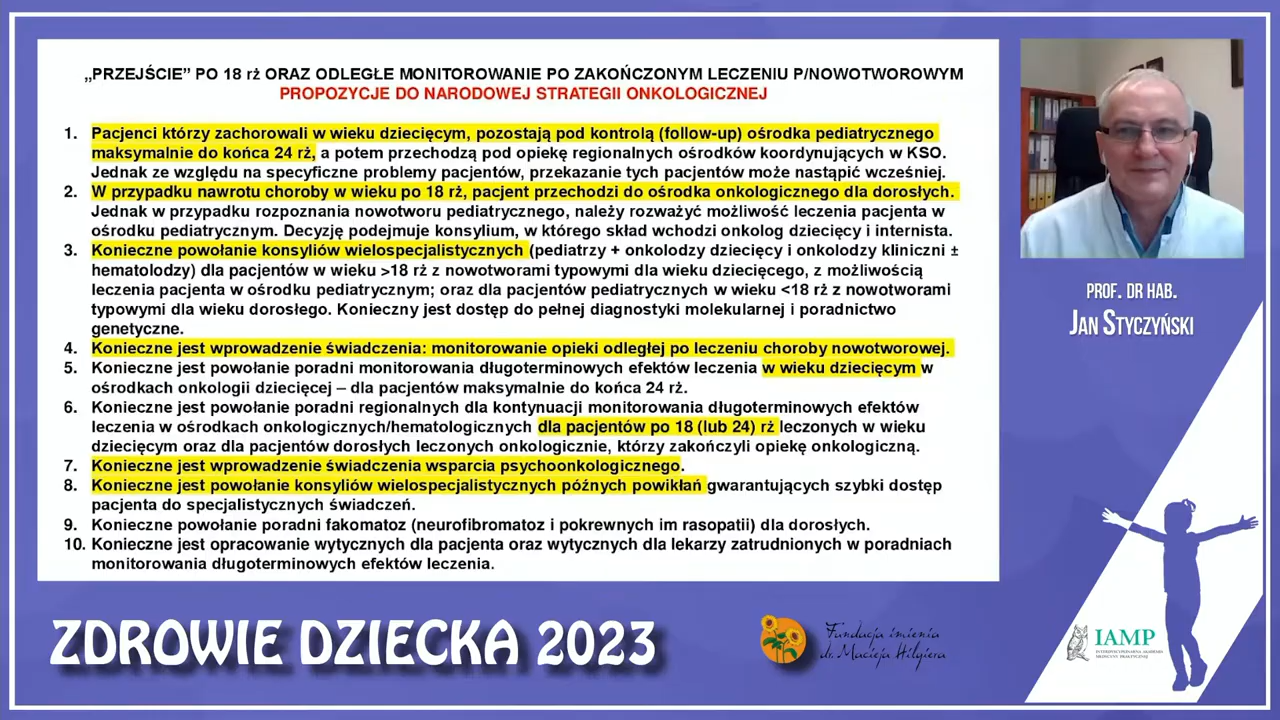 „PRZEJŚCIE” PO 18 rż ORAZ ODLEGŁE MONITOROWANIE PO ZAKOŃCZONYM LECZENIU P/NOWOTWOROWYM
PROPOZYCJE DO NARODOWEJ STRATEGII ONKOLOGICZNEJ
1. Pacjenci którzy zachorowali w wieku dziecięcym, pozostają pod kontrolą (follow-up) ośrodka pediatrycznego
maksymalnie do końca 24 rż, a potem przechodzą pod opiekę regionalnych ośrodków koordynujących w KSO.
Jednak ze względu na specyficzne problemy pacjentów, przekazanie tych pacjentów może nastąpić wcześniej.
2. W przypadku nawrotu choroby w wieku po 18 rż, pacjent przechodzi do ośrodka onkologicznego dla dorosłych.
Jednak w przypadku rozpoznania nowotworu pediatrycznego, należy rozważyć możliwość leczenia pacjenta w
ośrodku pediatrycznym. Decyzję podejmuje konsylium, w którego skład wchodzi onkolog dziecięcy i internista.
3. Konieczne powołanie konsyliów wielospecjalistycznych (pediatrzy + onkolodzy dziecięcy i onkolodzy kliniczni ±
hematolodzy) dla pacjentów w wieku >18 rż z nowotworami typowymi dla wieku dziecięcego, z możliwością
leczenia pacjenta w ośrodku pediatrycznym; oraz dla pacjentów pediatrycznych w wieku <18 rż z nowotworami
typowymi dla wieku dorosłego. Konieczny jest dostęp do pełnej diagnostyki molekularnej i poradnictwo
genetyczne.
4. Konieczne jest wprowadzenie świadczenia: monitorowanie opieki odległej po leczeniu choroby nowotworowej.
5. Konieczne jest powołanie poradni monitorowania długoterminowych efektów leczenia w wieku dziecięcym w
ośrodkach onkologii dziecięcej – dla pacjentów maksymalnie do końca 24 rż.
6. Konieczne jest powołanie poradni regionalnych dla kontynuacji monitorowania długoterminowych efektów
leczenia w ośrodkach onkologicznych/hematologicznych dla pacjentów po 18 (lub 24) rż leczonych w wieku
dziecięcym oraz dla pacjentów dorosłych leczonych onkologicznie, którzy zakończyli opiekę onkologiczną.
7. Konieczne jest wprowadzenie świadczenia wsparcia psychoonkologicznego.
8. Konieczne jest powołanie konsyliów wielospecjalistycznych późnych powikłań gwarantujących szybki dostęp
pacjenta do specjalistycznych świadczeń.
9. Konieczne powołanie poradni fakomatoz (neurofibromatoz i pokrewnych im rasopatii) dla dorosłych.
10. Konieczne jest opracowanie wytycznych dla pacjenta oraz wytycznych dla lekarzy zatrudnionych w poradniach
monitorowania długoterminowych efektów leczenia.
PROF. DR HAB.
JAN STYCZYŃSKI
ZDROWIE DZIECKA 2023
Fundacja imienia
dr. Macieja Hilgiera
IAMP
INTERDYSCYPLINARNA AKADEMIA
MEDYCYNY PRAKTYCZNEJ